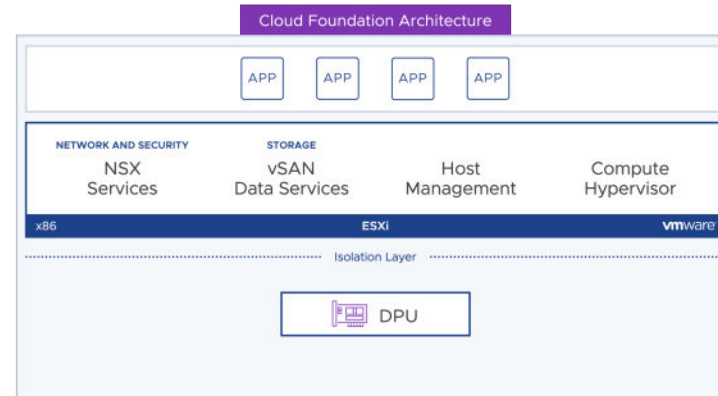 Cloud Foundation Architecture
APP APP APP APP
NETWORK AND SECURITY STORAGE
NSX vSAN Host Compute
Services Data Services Management Hypervisor
x86 ESXi vmware
Isolation Layer
DPU